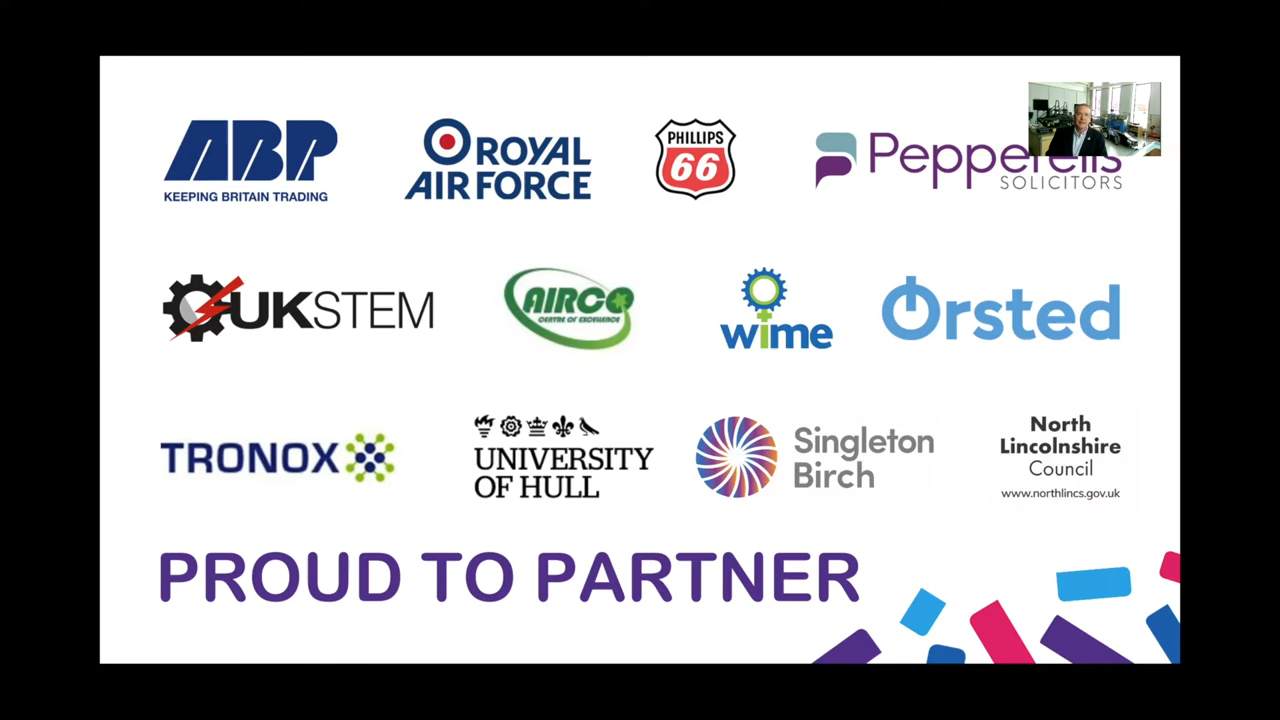 ABP
KEEPING BRITAIN TRADING
ROYAL
AIR FORCE
PHILLIPS
66
Pepperells
SOLICITORS
UKSTEM
AIRCO
CENTRE OF EXCELLENCE
wime
Ørsted
TRONOX
UNIVERSITY
OF HULL
Singleton
Birch
North
Lincolnshire
Council
www.northlincs.gov.uk
PROUD TO PARTNER